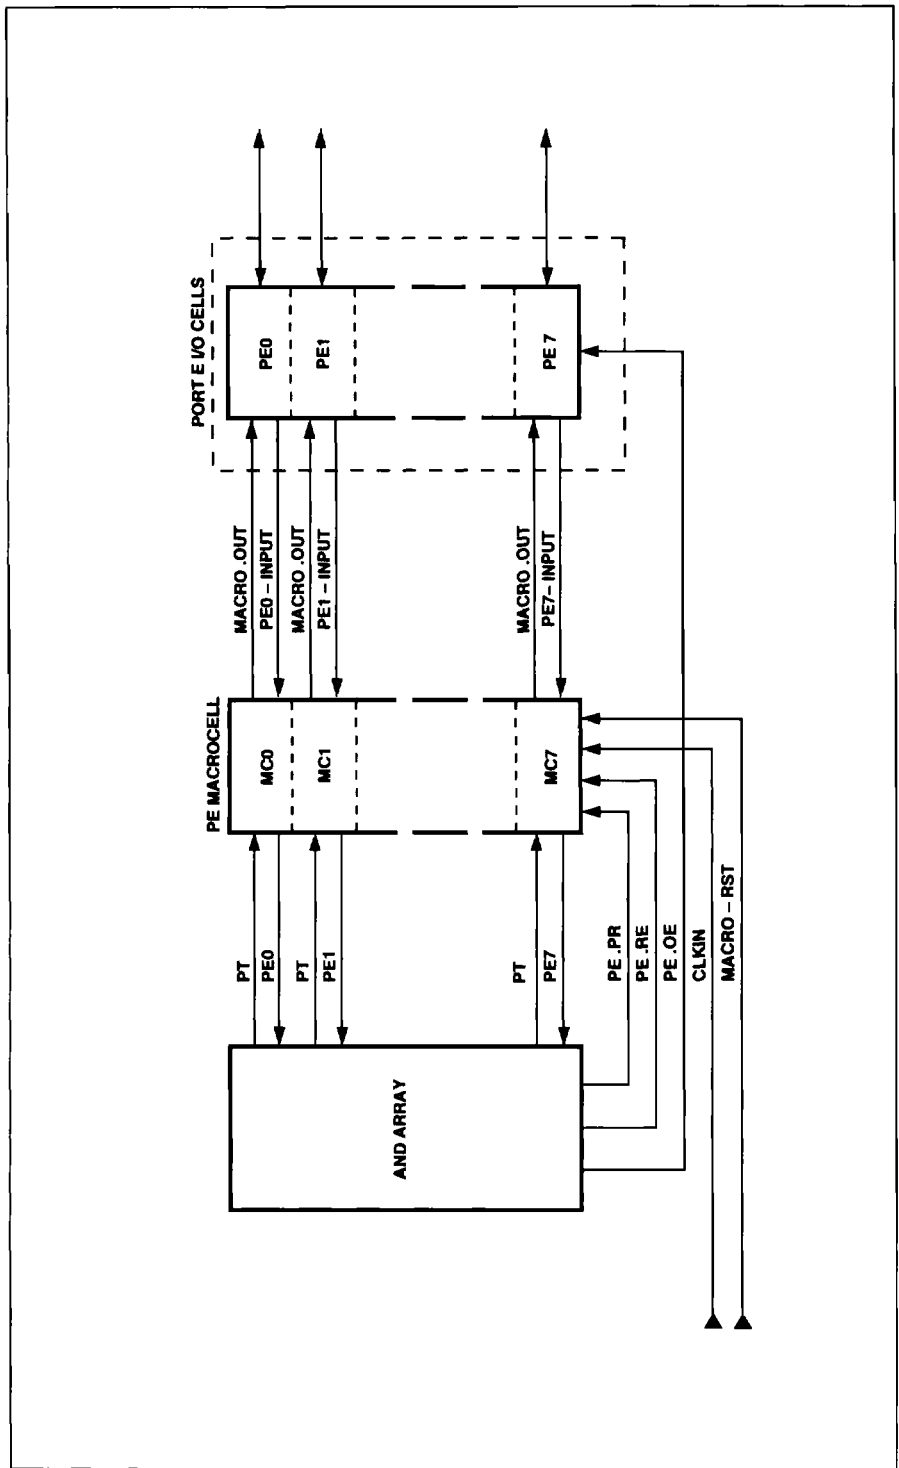 PORT E I/O CELLS
PE0
PE1
PE 7
MACRO .OUT
PE0 – INPUT
MACRO .OUT
PE1 – INPUT
MACRO .OUT
PE7– INPUT
PE MACROCELL
MC0
MC1
MC7
PT
PE0
PT
PE1
PT
PE7
PE .PR
PE .RE
PE .OE
CLKIN
MACRO – RST
AND ARRAY